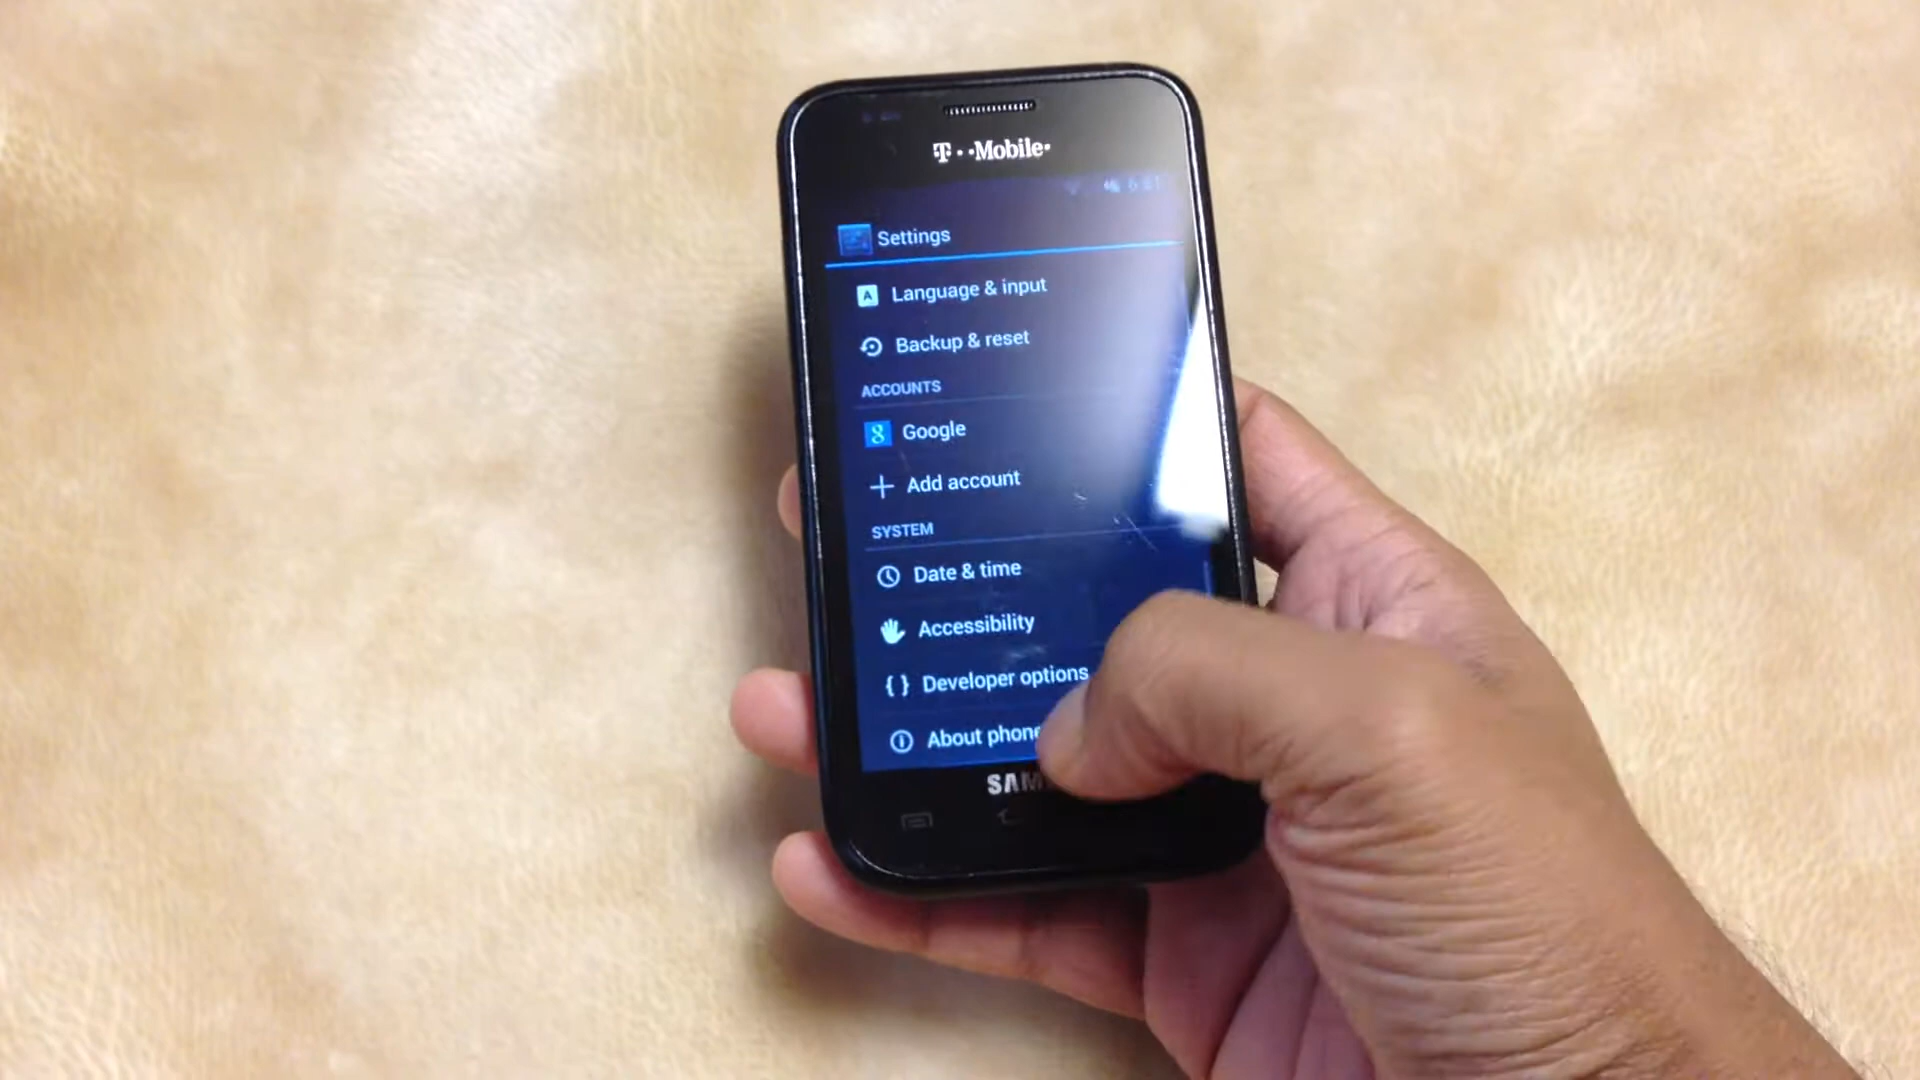 T··Mobile·
Settings
Language & input
Backup & reset
ACCOUNTS
Google
Add account
SYSTEM
Date & time
Accessibility
Developer options
About phone
SAM